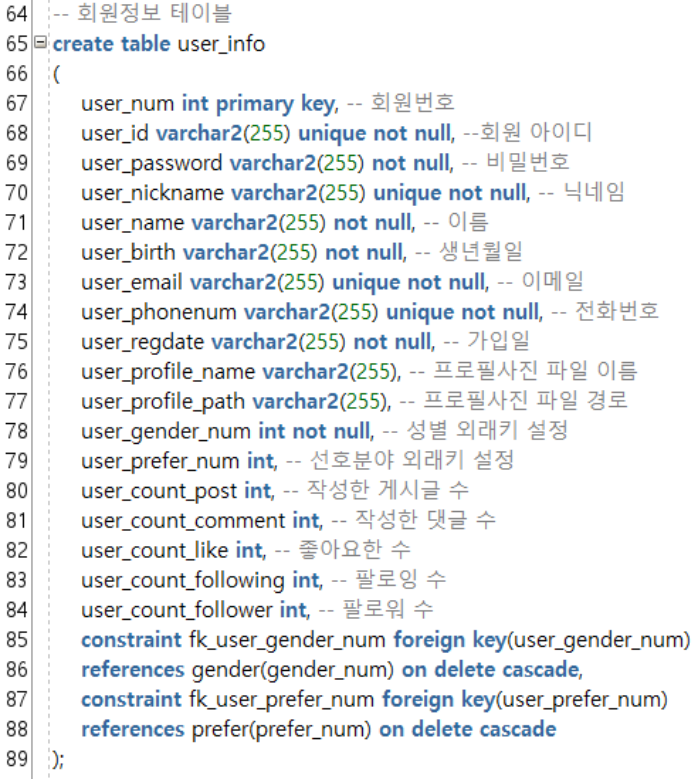 64 -- 회원정보 테이블
65 create table user_info
66 (
67 user_num int primary key, -- 회원번호
68 user_id varchar2(255) unique not null, --회원 아이디
69 user_password varchar2(255) not null, -- 비밀번호
70 user_nickname varchar2(255) unique not null, -- 닉네임
71 user_name varchar2(255) not null, -- 이름
72 user_birth varchar2(255) not null, -- 생년월일
73 user_email varchar2(255) unique not null, -- 이메일
74 user_phonenum varchar2(255) unique not null, -- 전화번호
75 user_regdate varchar2(255) not null, -- 가입일
76 user_profile_name varchar2(255), -- 프로필사진 파일 이름
77 user_profile_path varchar2(255), -- 프로필사진 파일 경로
78 user_gender_num int not null, -- 성별 외래키 설정
79 user_prefer_num int, -- 선호분야 외래키 설정
80 user_count_post int, -- 작성한 게시글 수
81 user_count_comment int, -- 작성한 댓글 수
82 user_count_like int, -- 좋아요한 수
83 user_count_following int, -- 팔로잉 수
84 user_count_follower int, -- 팔로워 수
85 constraint fk_user_gender_num foreign key(user_gender_num)
86 references gender(gender_num) on delete cascade,
87 constraint fk_user_prefer_num foreign key(user_prefer_num)
88 references prefer(prefer_num) on delete cascade
89 );